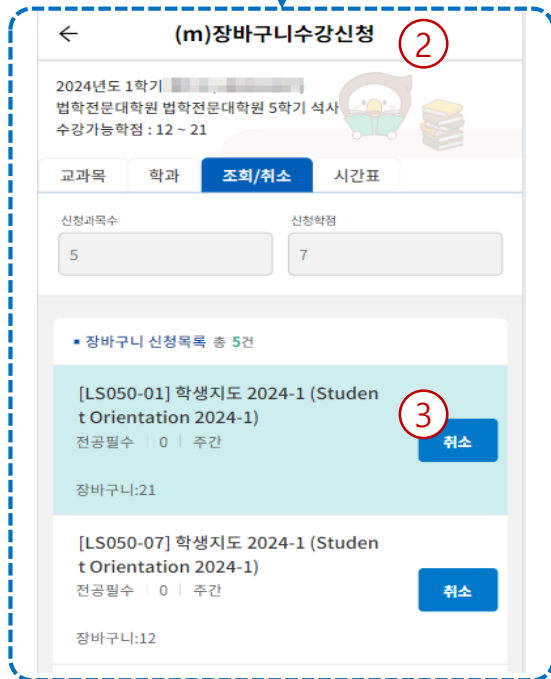 ← (m)장바구니수강신청 2
2024년도 1학기
법학전문대학원 법학전문대학원 5학기 석사
수강가능학점 : 12 ~ 21
교과목 학과 조회/취소 시간표
신청과목수 신청학점
5 7
▪ 장바구니 신청목록 총 5건
[LS050-01] 학생지도 2024-1 (Studen
t Orientation 2024-1)
3
전공필수 | 0 | 주간
취소
장바구니:21
[LS050-07] 학생지도 2024-1 (Studen
t Orientation 2024-1)
전공필수 | 0 | 주간
취소
장바구니:12